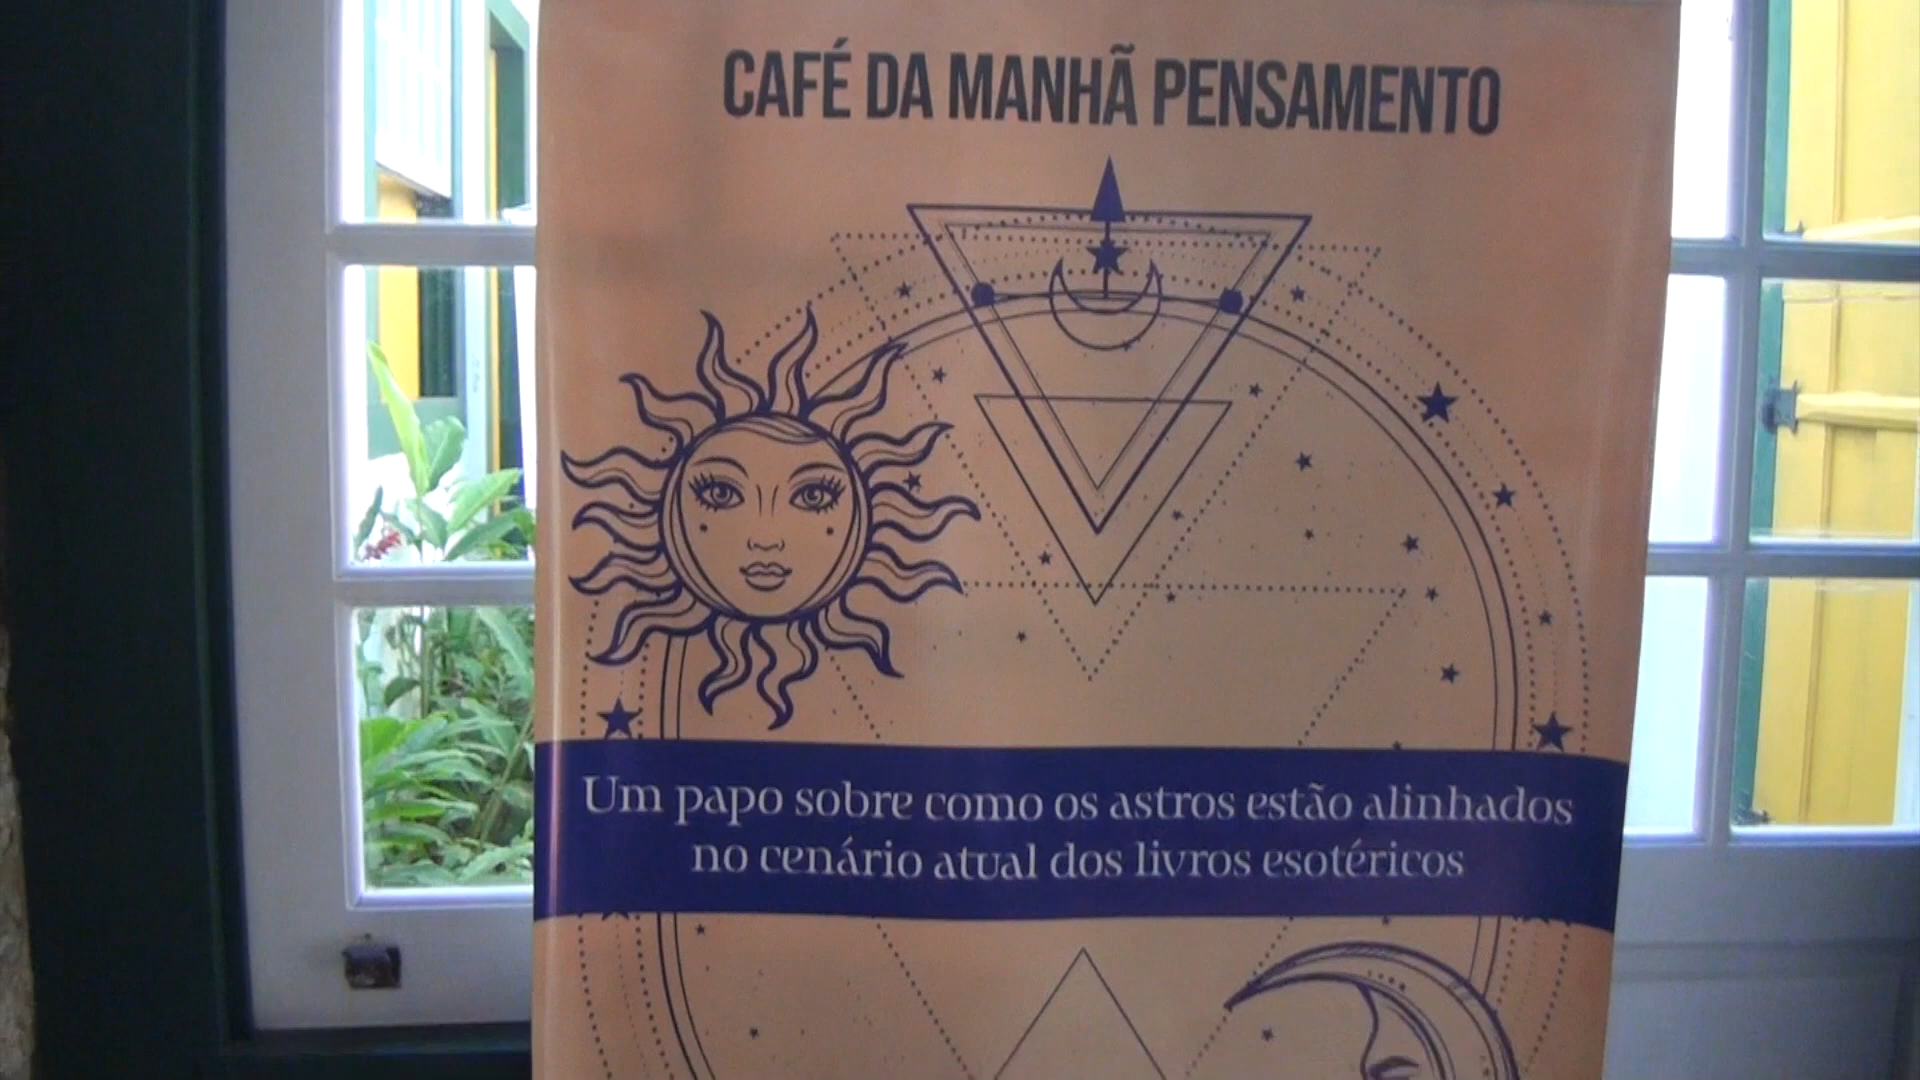 CAFÉ DA MANHÃ PENSAMENTO
Um papo sobre como os astros estão alinhados
no cenário atual dos livros esotéricos